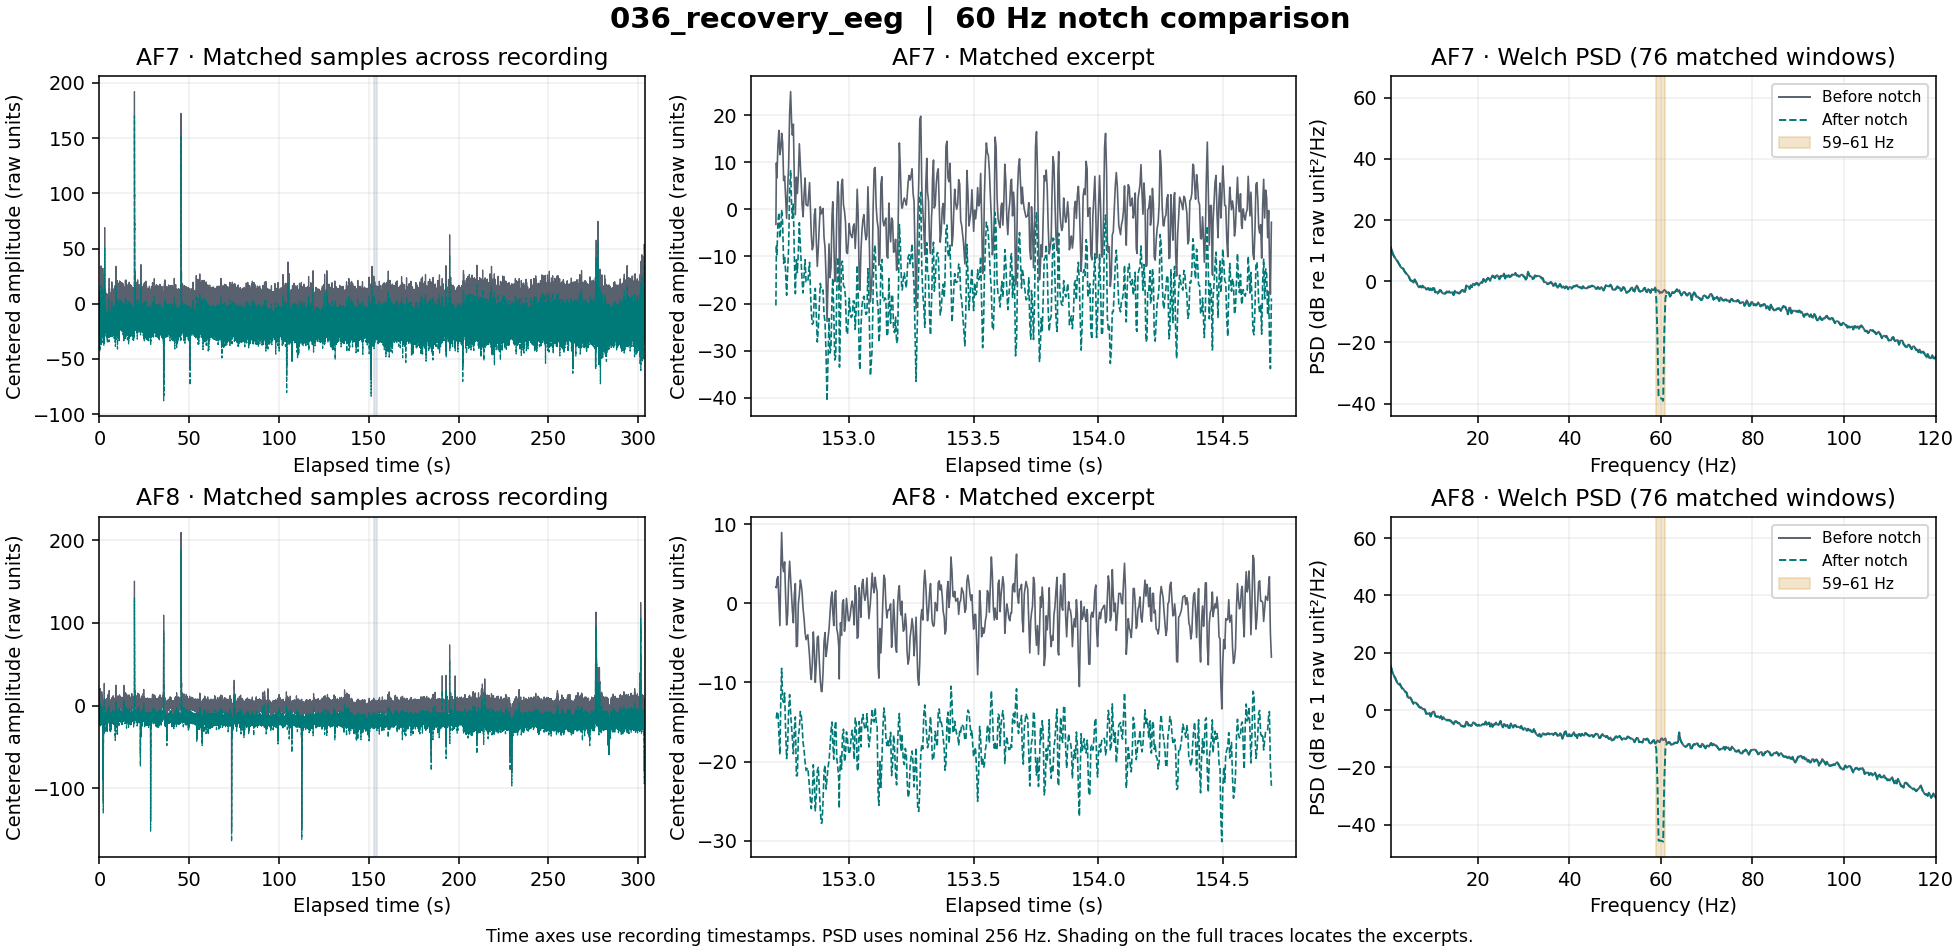 036_recovery_eeg | 60 Hz notch comparison
AF7 · Matched samples across recording
Centered amplitude (raw units)
200
150
100
50
0
−50
−100
0 50 100 150 200 250 300
Elapsed time (s)
AF7 · Matched excerpt
Centered amplitude (raw units)
20
10
0
−10
−20
−30
−40
153.0 153.5 154.0 154.5
Elapsed time (s)
AF7 · Welch PSD (76 matched windows)
PSD (dB re 1 raw unit²/Hz)
60
40
20
0
−20
−40
20 40 60 80 100 120
Frequency (Hz)
Before notch
After notch
59–61 Hz
AF8 · Matched samples across recording
Centered amplitude (raw units)
200
100
0
−100
0 50 100 150 200 250 300
Elapsed time (s)
AF8 · Matched excerpt
Centered amplitude (raw units)
10
0
−10
−20
−30
153.0 153.5 154.0 154.5
Elapsed time (s)
AF8 · Welch PSD (76 matched windows)
PSD (dB re 1 raw unit²/Hz)
60
40
20
0
−20
−40
20 40 60 80 100 120
Frequency (Hz)
Before notch
After notch
59–61 Hz
Time axes use recording timestamps. PSD uses nominal 256 Hz. Shading on the full traces locates the excerpts.